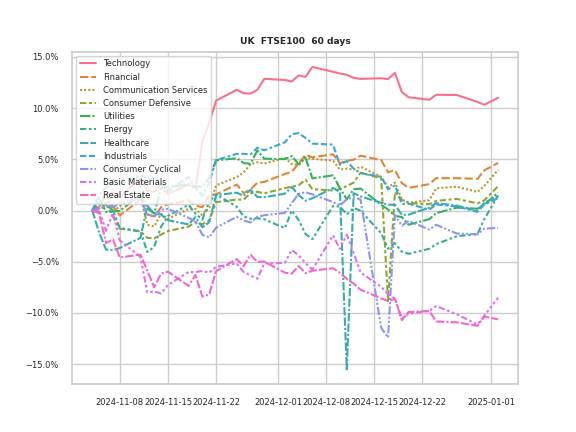 UK  FTSE100  60 days
15.0%
10.0%
5.0%
0.0%
−5.0%
−10.0%
−15.0%
Technology
Financial
Communication Services
Consumer Defensive
Utilities
Energy
Healthcare
Industrials
Consumer Cyclical
Basic Materials
Real Estate
2024-11-08 2024-11-15 2024-11-22 2024-12-01 2024-12-08 2024-12-15 2024-12-22 2025-01-01